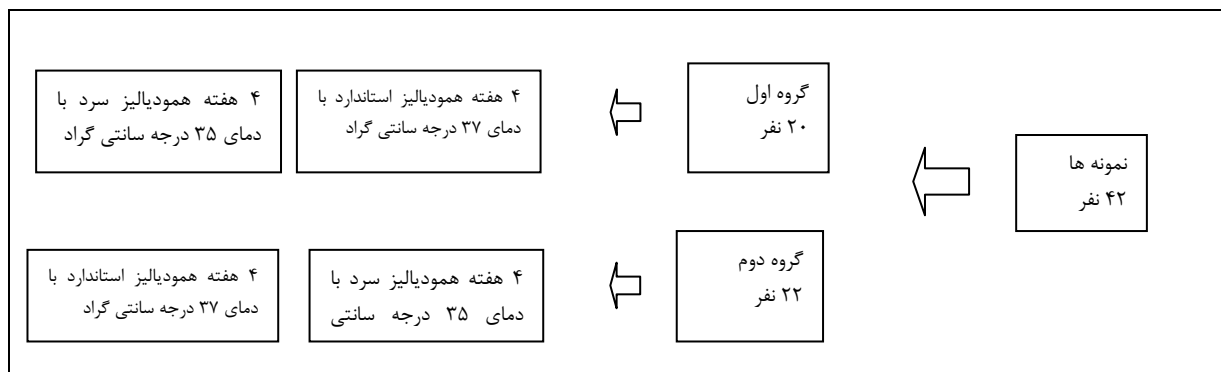 نمونه ها
۴۲ نفر
گروه اول
۲۰ نفر
۴ هفته همودیالیز استاندارد با
دمای ۳۷ درجه سانتی گراد
۴ هفته همودیالیز سرد با
دمای ۳۵ درجه سانتی گراد
گروه دوم
۲۲ نفر
۴ هفته همودیالیز سرد با
دمای ۳۵ درجه سانتی
۴ هفته همودیالیز استاندارد با
دمای ۳۷ درجه سانتی گراد